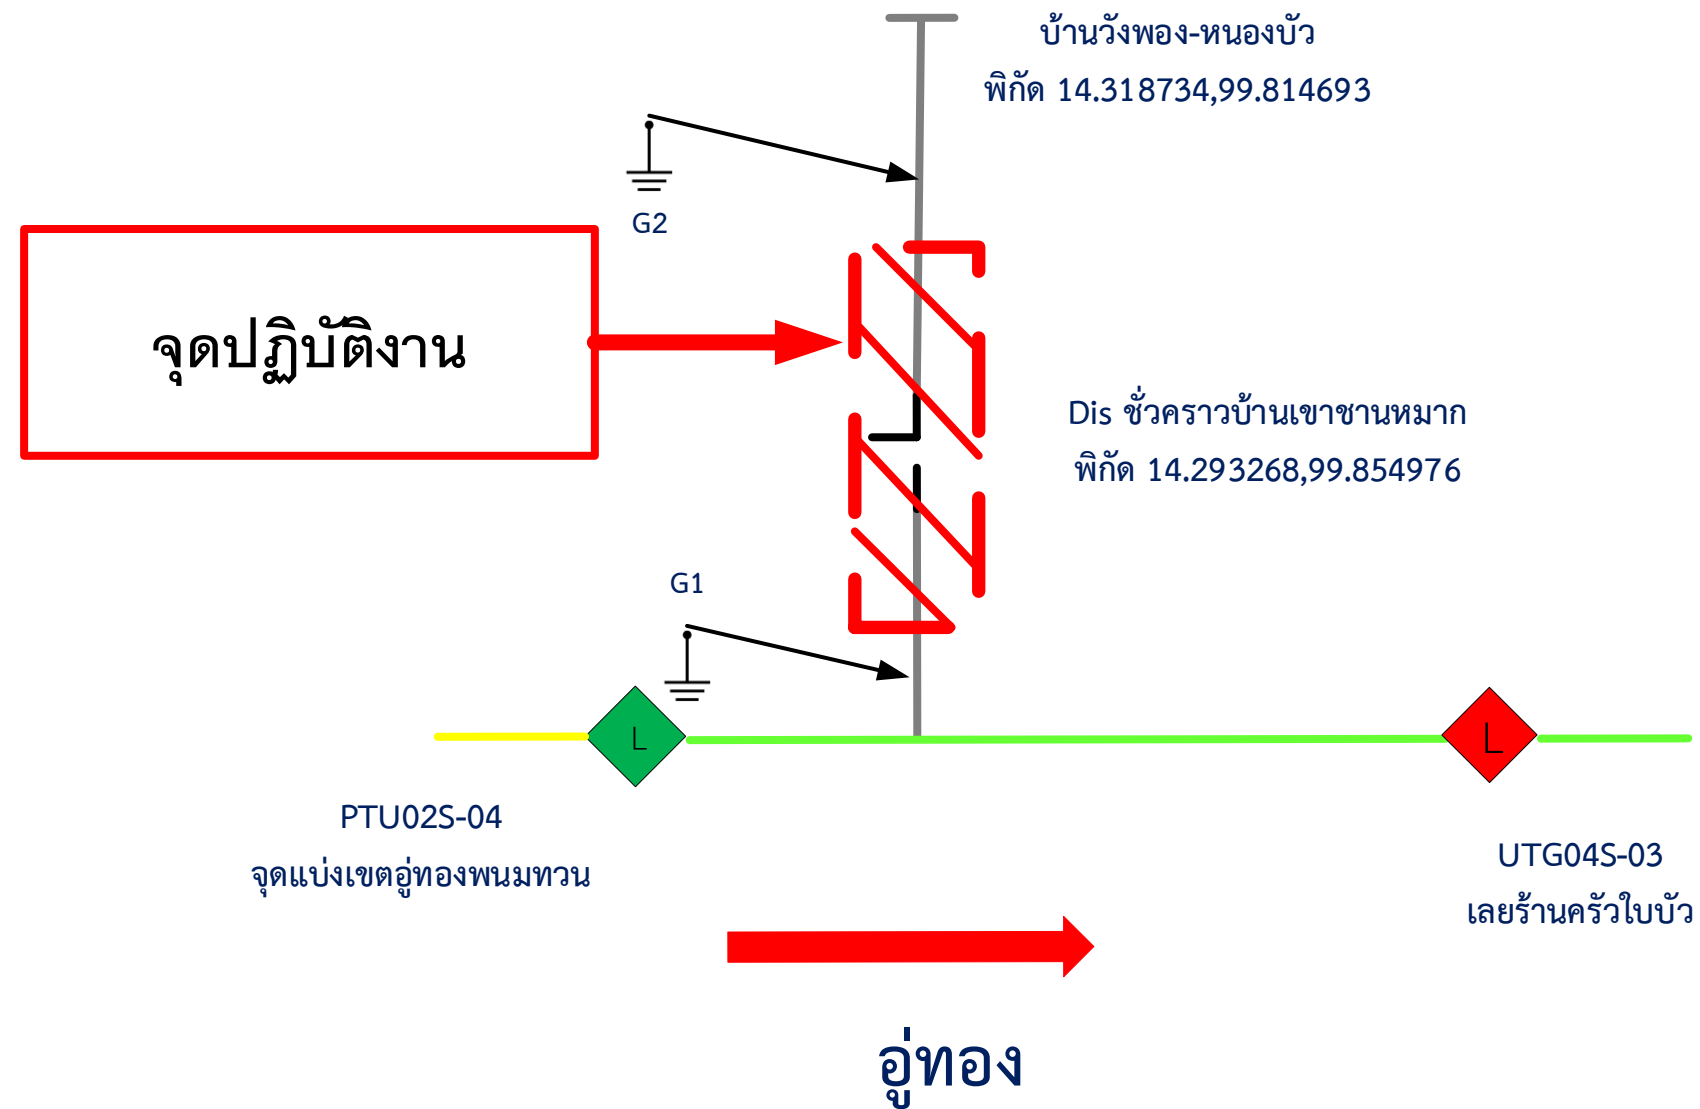 บ้านวังพอง-หนองบัว
พิกัด 14.318734,99.814693
G2
จุดปฏิบัติงาน
Dis ชั่วคราวบ้านเขาชานหมาก
พิกัด 14.293268,99.854976
G1
L
L
PTU02S-04
จุดแบ่งเขตอู่ทองพนมทวน
UTG04S-03
เลยร้านครัวใบบัว
อู่ทอง